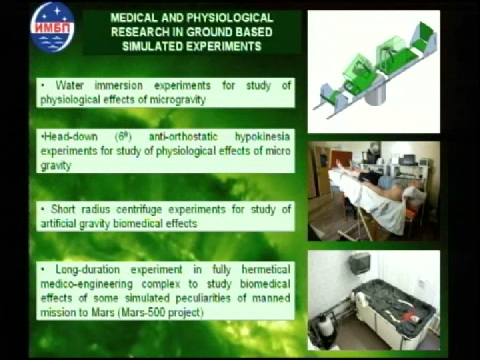 ИМБП
MEDICAL AND PHYSIOLOGICAL
RESEARCH IN GROUND BASED
SIMULATED EXPERIMENTS
• Water immersion experiments for study of
physiological effects of microgravity
•Head-down (6º) anti-orthostatic hypokinesia
experiments for study of physiological effects of micro
gravity
• Short radius centrifuge experiments for study of
artificial gravity biomedical effects
• Long-duration experiment in fully hermetical
medico-engineering complex to study biomedical
effects of some simulated peculiarities of manned
mission to Mars (Mars-500 project)